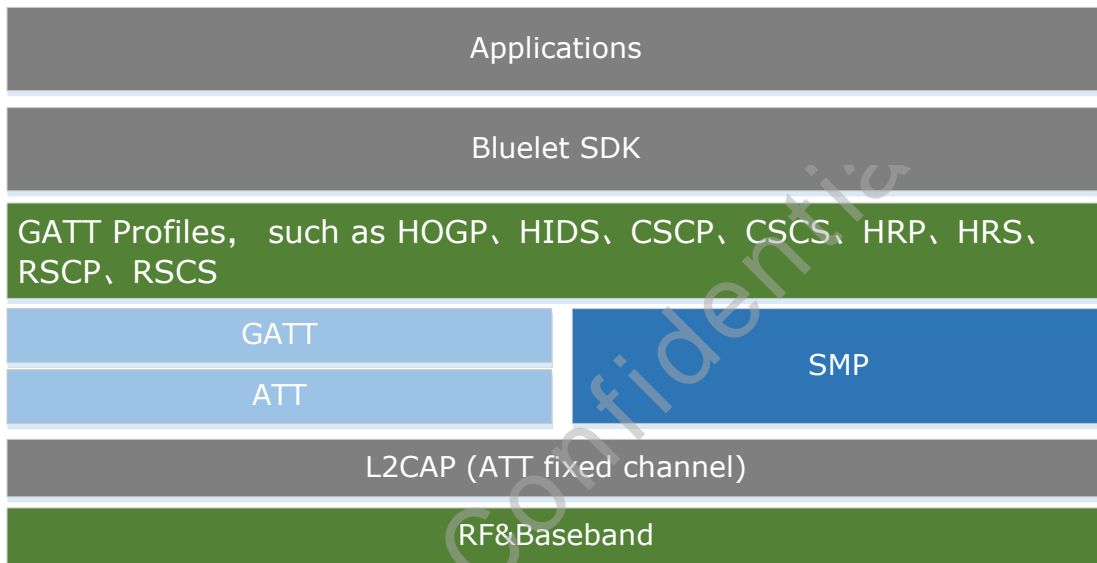 Applications
Bluelet SDK
GATT Profiles， such as HOGP、HIDS、CSCP、CSCS、HRP、HRS、
RSCP、RSCS
GATT
SMP
ATT
L2CAP (ATT fixed channel)
RF&Baseband
Confidentia